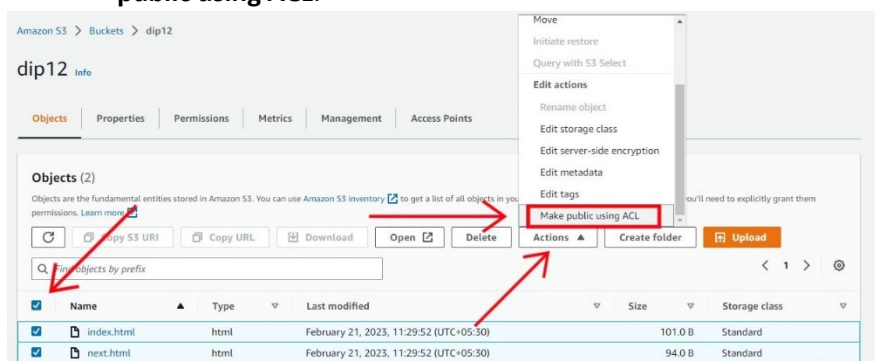 public using ACL.
Amazon S3 > Buckets > dip12
dip12 Info
Objects Properties Permissions Metrics Management Access Points
Move
Initiate restore
Query with S3 Select
Edit actions
Rename object
Edit storage class
Edit server-side encryption
Edit metadata
Edit tags
Make public using ACL
Objects (2)
Objects are the fundamental entities stored in Amazon S3. You can use Amazon S3 inventory to get a list of all objects in you you'll need to explicitly grant them
permissions. Learn more
Copy S3 URI Copy URL Download Open Delete Actions ▲ Create folder Upload
Find objects by prefix
< 1 >
Name ▲ Type Last modified Size Storage class
index.html html February 21, 2023, 11:29:52 (UTC+05:30) 101.0 B Standard
next.html html February 21, 2023, 11:29:52 (UTC+05:30) 94.0 B Standard